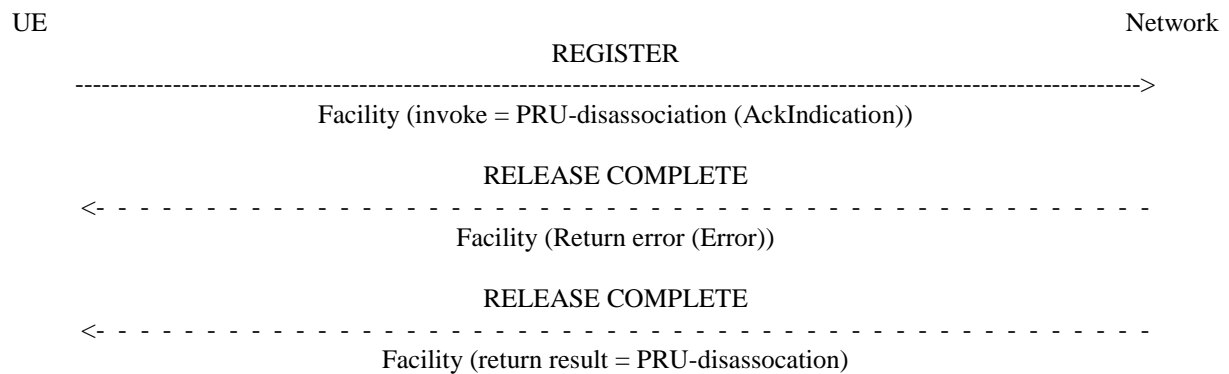 UE Network
REGISTER
------------------------------------------------------------------------------------------------------------------------>
Facility (invoke = PRU-disassociation (AckIndication))
RELEASE COMPLETE
<- - - - - - - - - - - - - - - - - - - - - - - - - - - - - - - - - - - - - - - - - - - - - - - -
Facility (Return error (Error))
RELEASE COMPLETE
<- - - - - - - - - - - - - - - - - - - - - - - - - - - - - - - - - - - - - - - - - - - - - - - -
Facility (return result = PRU-disassocation)